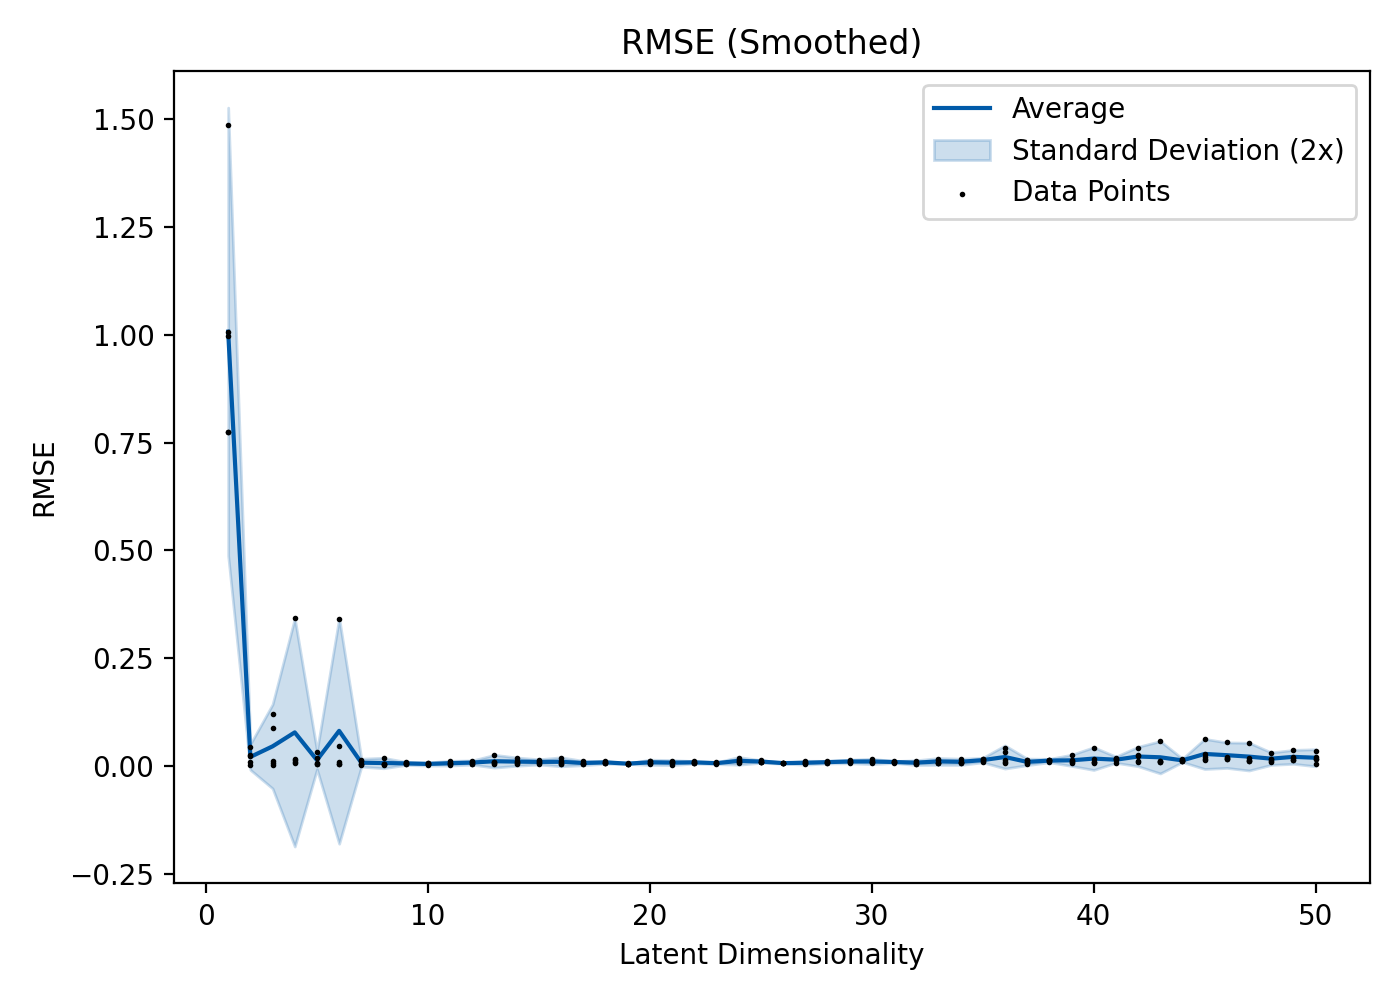 RMSE (Smoothed)
Average
Standard Deviation (2x)
Data Points
1.50
1.25
1.00
0.75
0.50
0.25
0.00
−0.25
RMSE
0 10 20 30 40 50
Latent Dimensionality